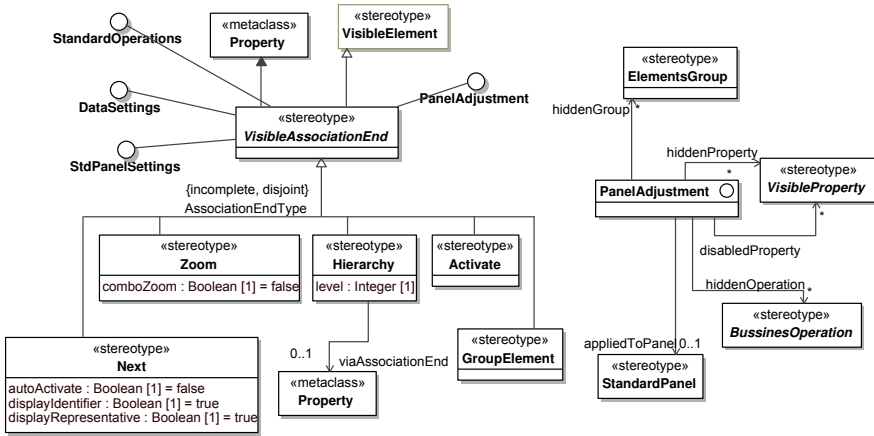 StandardOperations
DataSettings
StdPanelSettings
«metaclass»
Property
«stereotype»
VisibleElement
PanelAdjustment
«stereotype»
VisibleAssociationEnd
{incomplete, disjoint}
AssociationEndType
«stereotype»
Zoom
comboZoom : Boolean [1] = false
«stereotype»
Hierarchy
level : Integer [1]
«stereotype»
Activate
«stereotype»
Next
autoActivate : Boolean [1] = false
displayIdentifier : Boolean [1] = true
displayRepresentative : Boolean [1] = true
0..1
viaAssociationEnd
«metaclass»
Property
«stereotype»
GroupElement
«stereotype»
ElementsGroup
hiddenGroup *
hiddenProperty
*
PanelAdjustment
«stereotype»
VisibleProperty
*
disabledProperty
hiddenOperation
*
«stereotype»
BussinesOperation
appliedToPanel 0..1
«stereotype»
StandardPanel